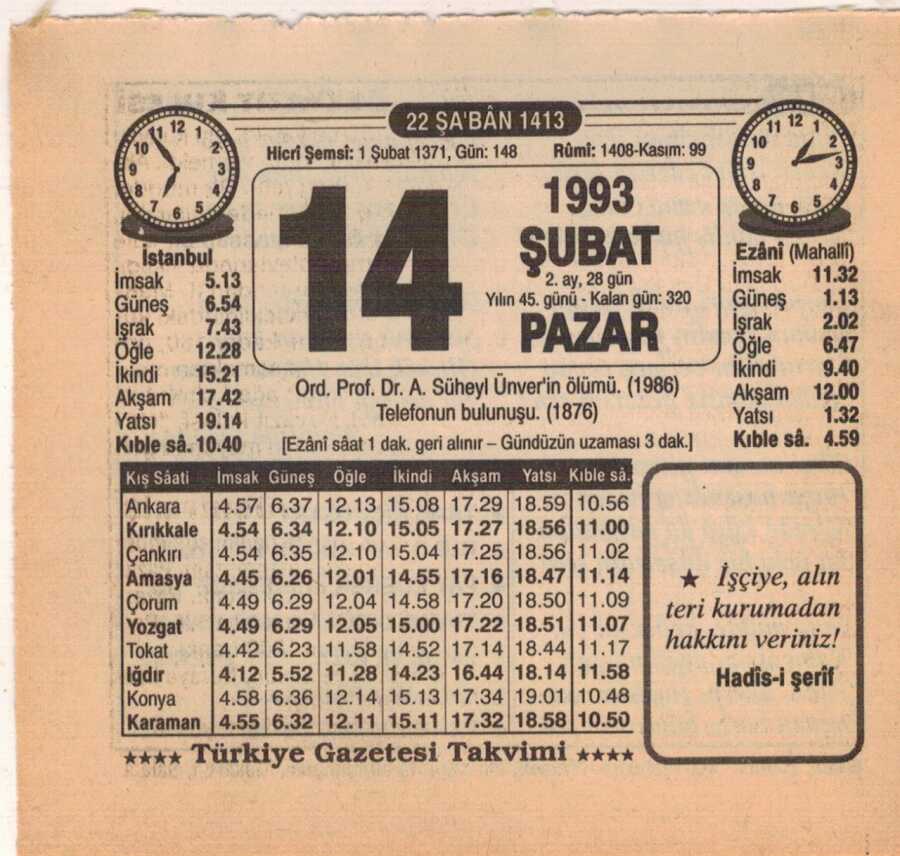 22 ŞA'BÂN 1413
Hicrî Şemsî: 1 Şubat 1371, Gün: 148 Rûmî: 1408-Kasım: 99
14
1993
ŞUBAT
2. ay, 28 gün
Yılın 45. günü - Kalan gün: 320
PAZAR
İstanbul
İmsak 5.13
Güneş 6.54
İşrak 7.43
Öğle 12.28
İkindi 15.21
Akşam 17.42
Yatsı 19.14
Kıble sâ. 10.40
Ezânî (Mahallî)
İmsak 11.32
Güneş 1.13
İşrak 2.02
Öğle 6.47
İkindi 9.40
Akşam 12.00
Yatsı 1.32
Kıble sâ. 4.59
Ord. Prof. Dr. A. Süheyl Ünver'in ölümü. (1986)
Telefonun bulunuşu. (1876)
[Ezânî sâat 1 dak. geri alınır – Gündüzün uzaması 3 dak.]
Kış Sâati İmsak Güneş Öğle İkindi Akşam Yatsı Kıble sâ.
Ankara 4.57 6.37 12.13 15.08 17.29 18.59 10.56
Kırıkkale 4.54 6.34 12.10 15.05 17.27 18.56 11.00
Çankırı 4.54 6.35 12.10 15.04 17.25 18.56 11.02
Amasya 4.45 6.26 12.01 14.55 17.16 18.47 11.14
Çorum 4.49 6.29 12.04 14.58 17.20 18.50 11.09
Yozgat 4.49 6.29 12.05 15.00 17.22 18.51 11.07
Tokat 4.42 6.23 11.58 14.52 17.14 18.44 11.17
Iğdır 4.12 5.52 11.28 14.23 16.44 18.14 11.58
Konya 4.58 6.36 12.14 15.13 17.34 19.01 10.48
Karaman 4.55 6.32 12.11 15.11 17.32 18.58 10.50
★ İşçiye, alın
teri kurumadan
hakkını veriniz!
Hadîs-i şerif
★★★★ Türkiye Gazetesi Takvimi ★★★★